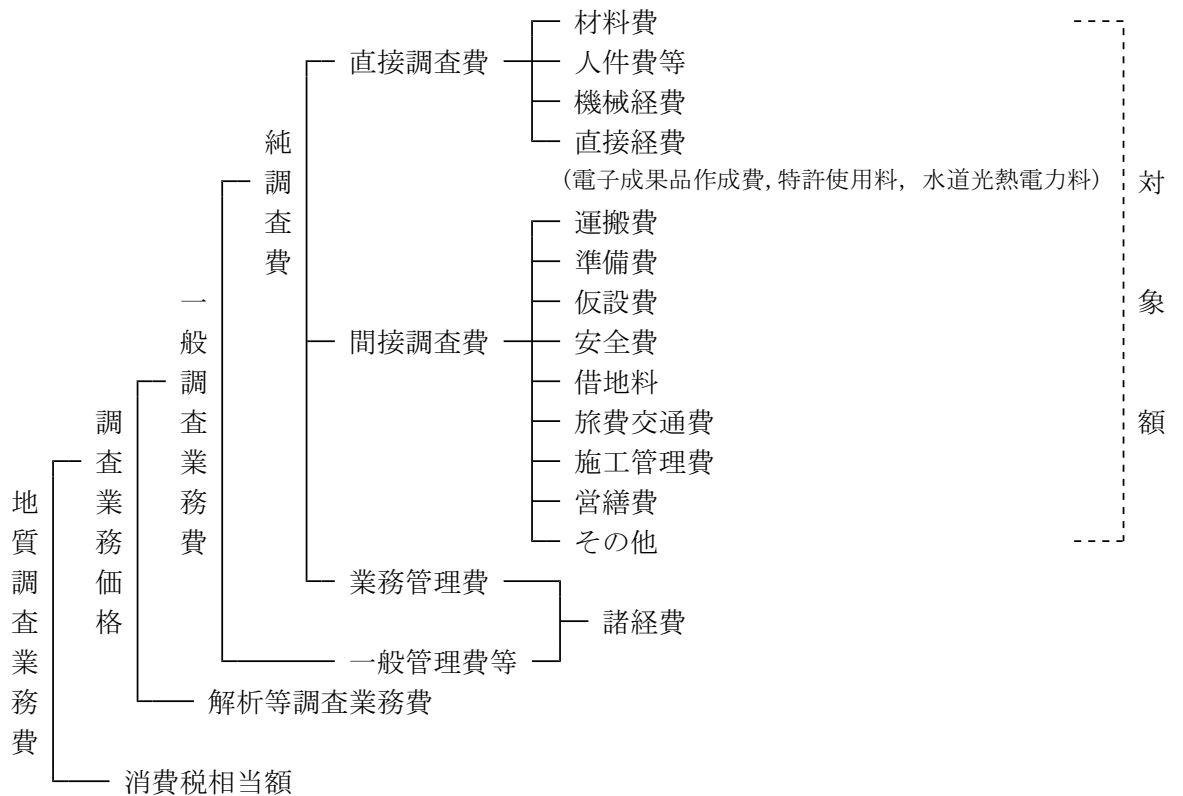 材料費
直接調査費
人件費等
機械経費
直接経費
(電子成果品作成費,特許使用料, 水道光熱電力料)
純調査費
運搬費
準備費
仮設費
間接調査費
安全費
借地料
旅費交通費
施工管理費
営繕費
その他
対象額
一般調査業務費
業務管理費
諸経費
一般管理費等
調査業務価格
解析等調査業務費
地質調査業務費
消費税相当額